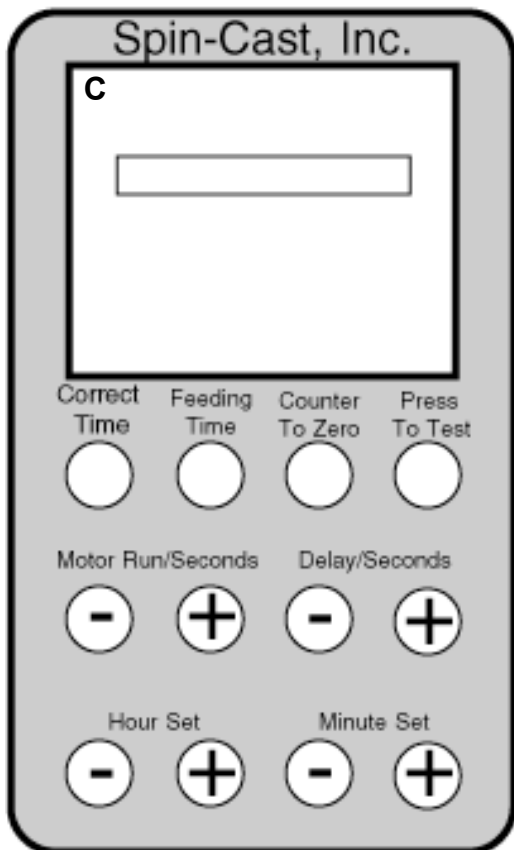 Spin-Cast, Inc.
C
Correct Time
Feeding Time
Counter To Zero
Press To Test
Motor Run/Seconds
Delay/Seconds
- + - +
Hour Set
Minute Set
- + - +